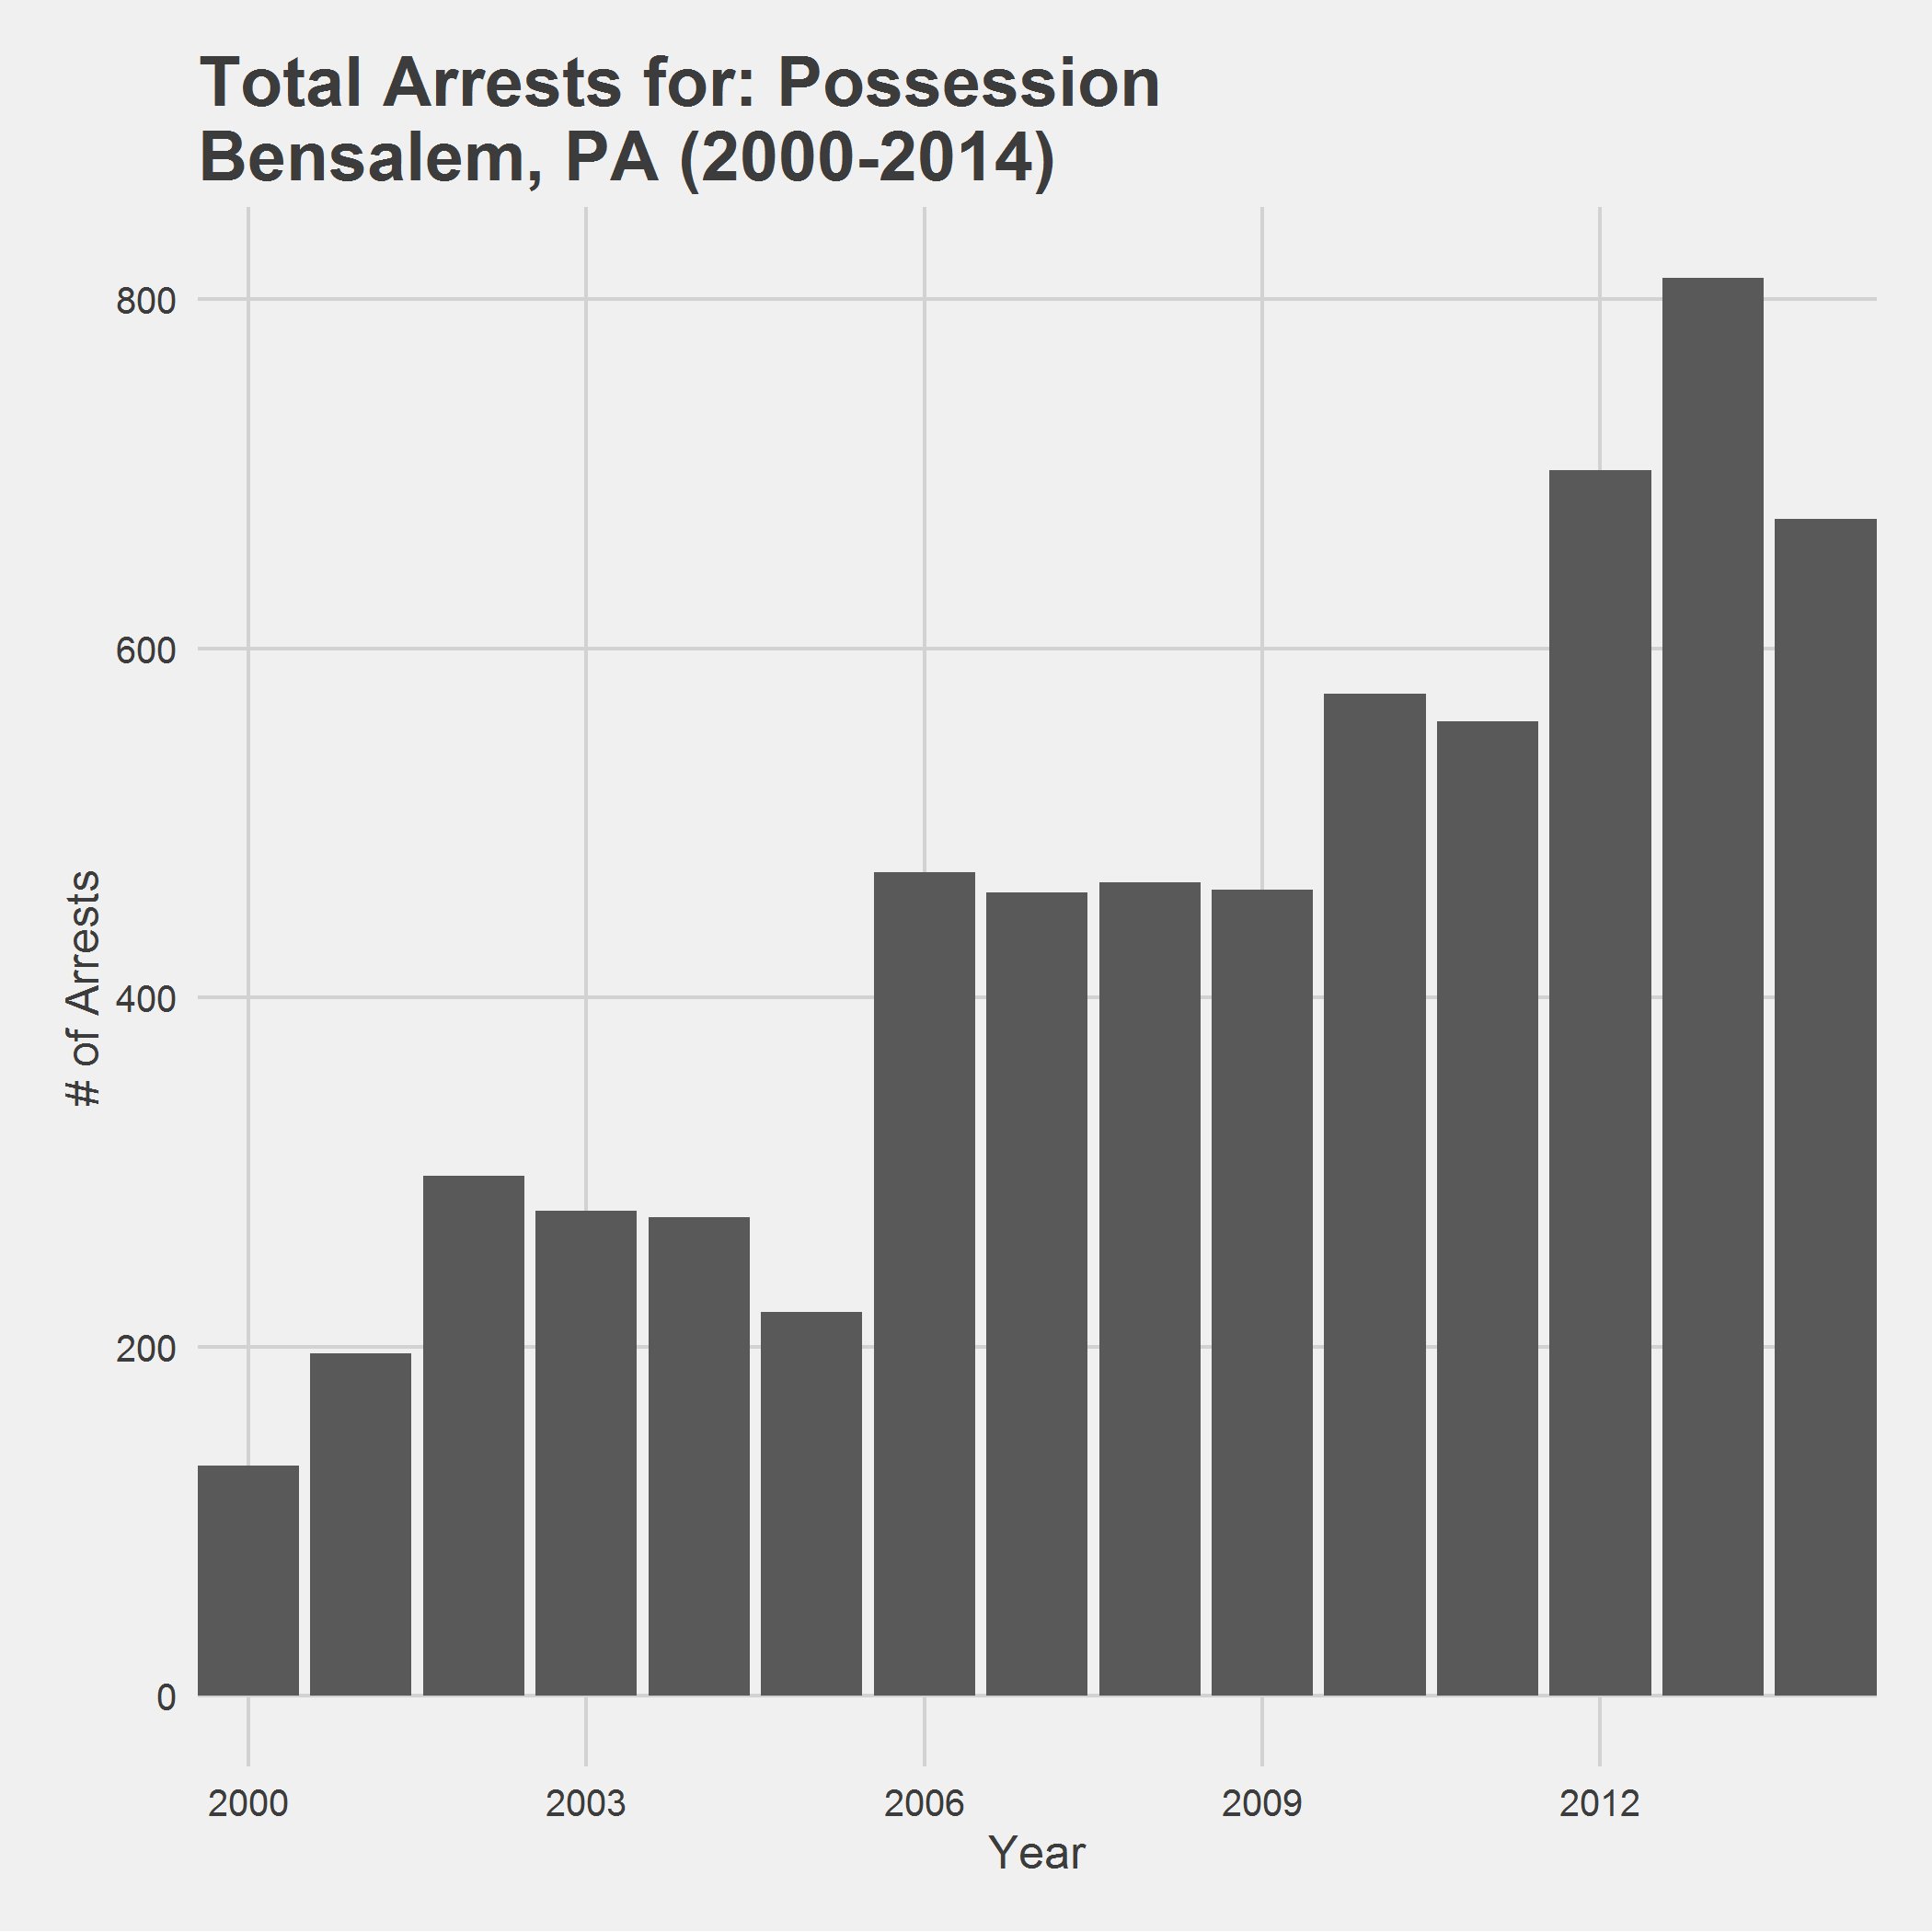 Total Arrests for: Possession
Bensalem, PA (2000-2014)
800
600
400
200
0
# of Arrests
2000 2003 2006 2009 2012
Year